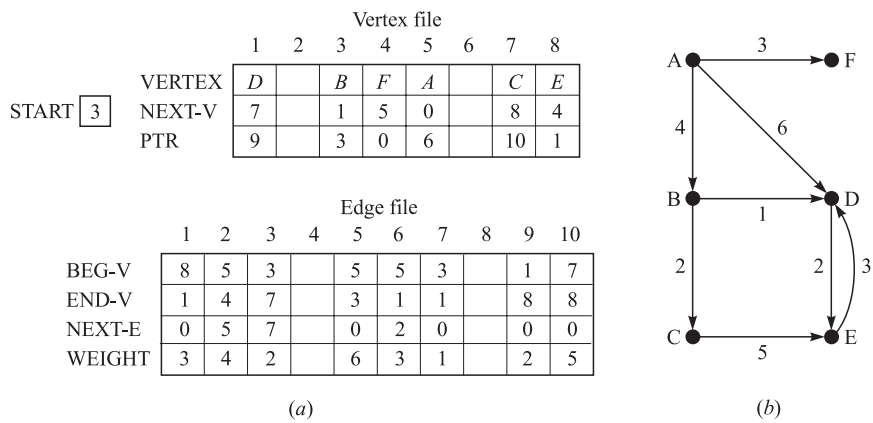 Vertex file
1 2 3 4 5 6 7 8
VERTEX D B F A C E
START 3 NEXT-V 7 1 5 0 8 4
PTR 9 3 0 6 10 1
Edge file
1 2 3 4 5 6 7 8 9 10
BEG-V 8 5 3 5 5 3 1 7
END-V 1 4 7 3 1 1 8 8
NEXT-E 0 5 7 0 2 0 0 0
WEIGHT 3 4 2 6 3 1 2 5
(a)
A 3 F
4 6
B 1 D
2 2 3
C 5 E
(b)